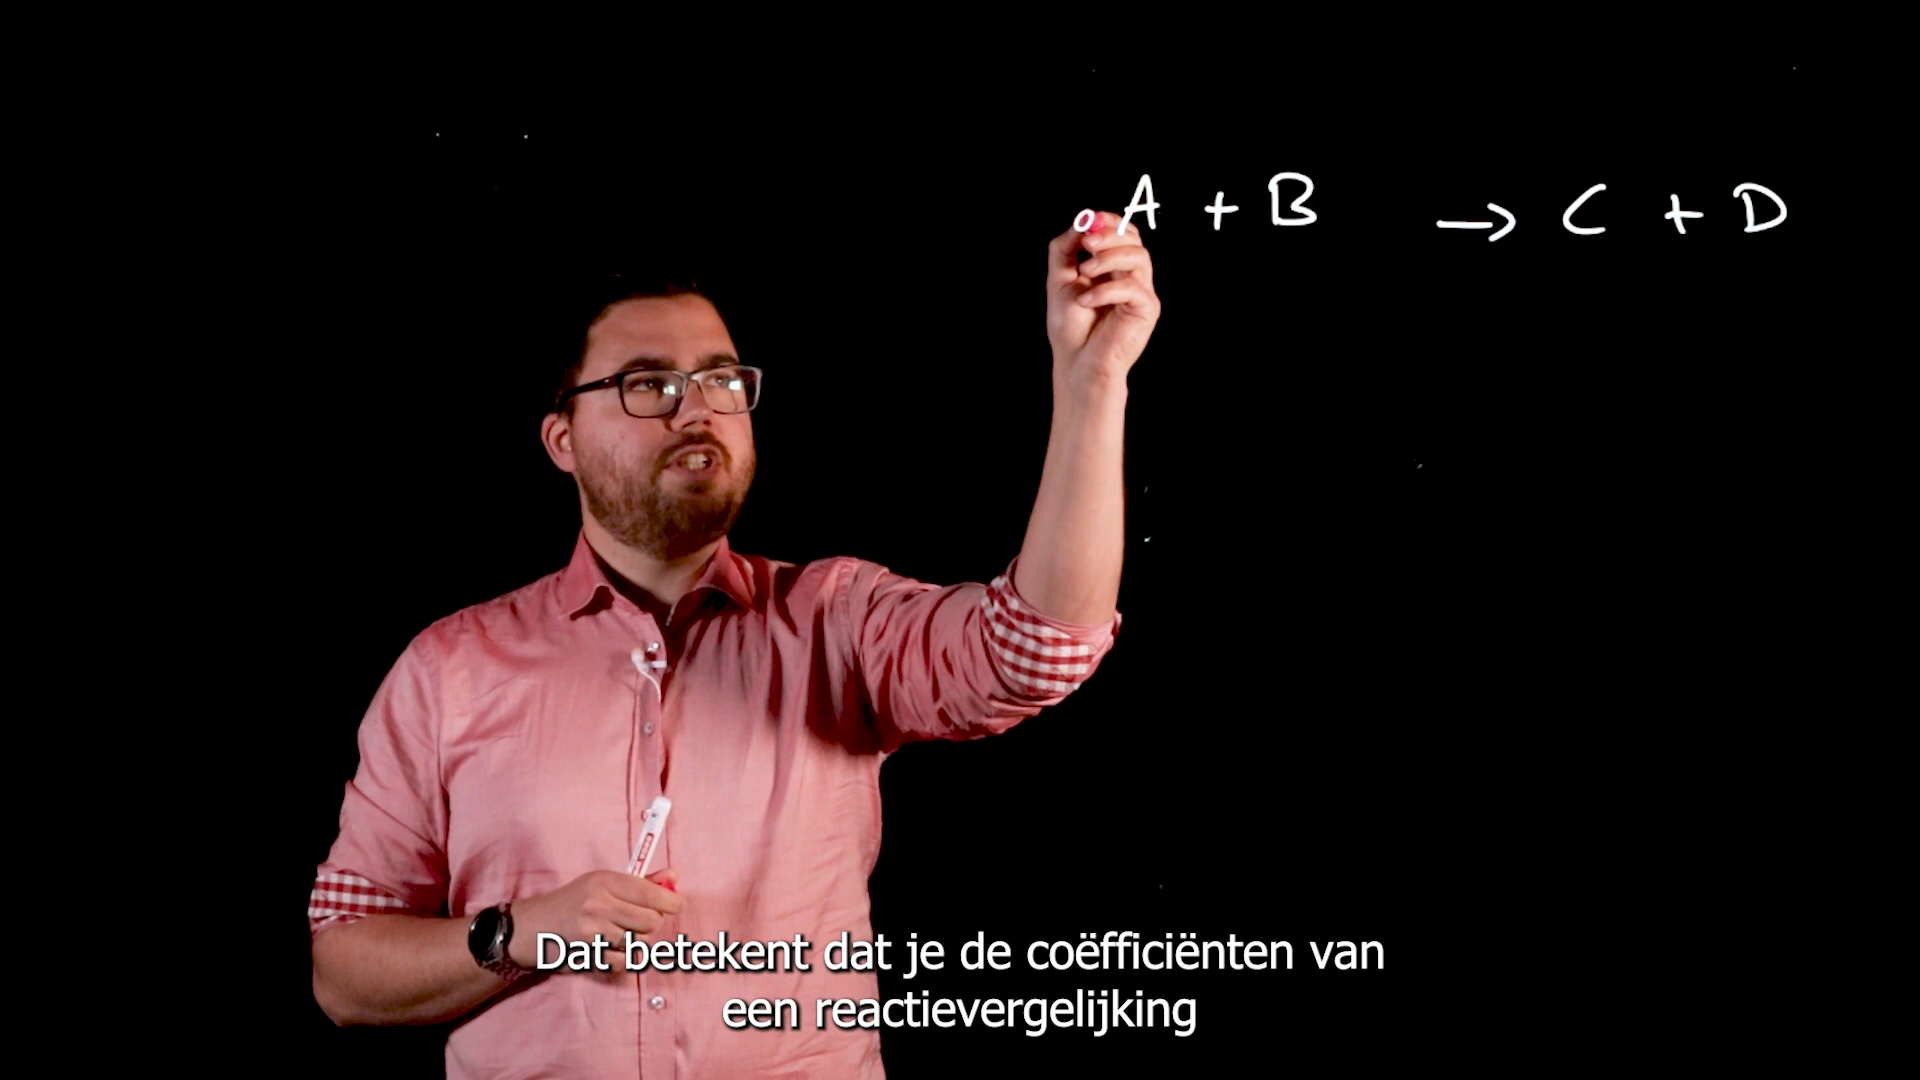 A + B → C + D
Dat betekent dat je de coëfficiënten van
een reactievergelijking